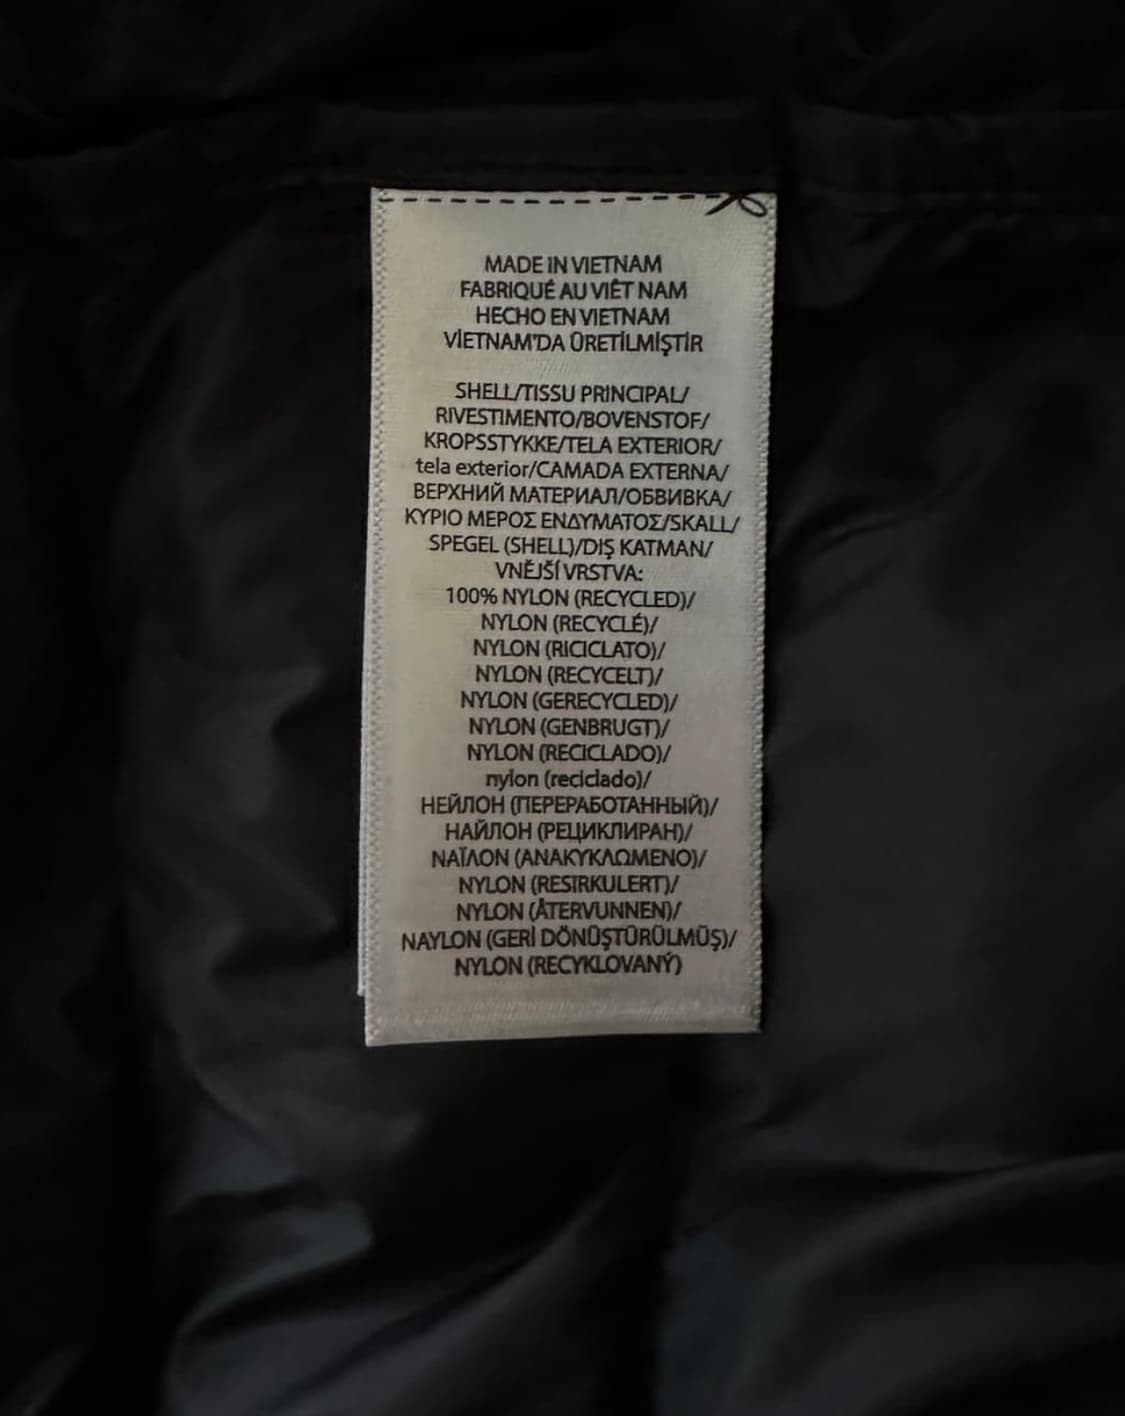 MADE IN VIETNAM
FABRIQUÉ AU VIÊT NAM
HECHO EN VIETNAM
VİETNAM'DA ÜRETİLMİŞTİR
SHELL/TISSU PRINCIPAL/
RIVESTIMENTO/BOVENSTOF/
KROPSSTYKKE/TELA EXTERIOR/
tela exterior/CAMADA EXTERNA/
ВЕРХНИЙ МАТЕРИАЛ/ОБВИВКА/
ΚΥΡΙΟ ΜΕΡΟΣ ΕΝΔΥΜΑΤΟΣ/SKALL/
SPEGEL (SHELL)/DIŞ KATMAN/
VNĚJŠÍ VRSTVA:
100% NYLON (RECYCLED)/
NYLON (RECYCLÉ)/
NYLON (RICICLATO)/
NYLON (RECYCELT)/
NYLON (GERECYCLED)/
NYLON (GENBRUGT)/
NYLON (RECICLADO)/
nylon (reciclado)/
НЕЙЛОН (ПЕРЕРАБОТАННЫЙ)/
НАЙЛОН (РЕЦИКЛИРАН)/
ΝΑΪΛΟΝ (ΑΝΑΚΥΚΛΩΜΕΝΟ)/
NYLON (RESIRKULERT)/
NYLON (ÅTERVUNNEN)/
NAYLON (GERİ DÖNÜŞTÜRÜLMÜŞ)/
NYLON (RECYKLOVANÝ)